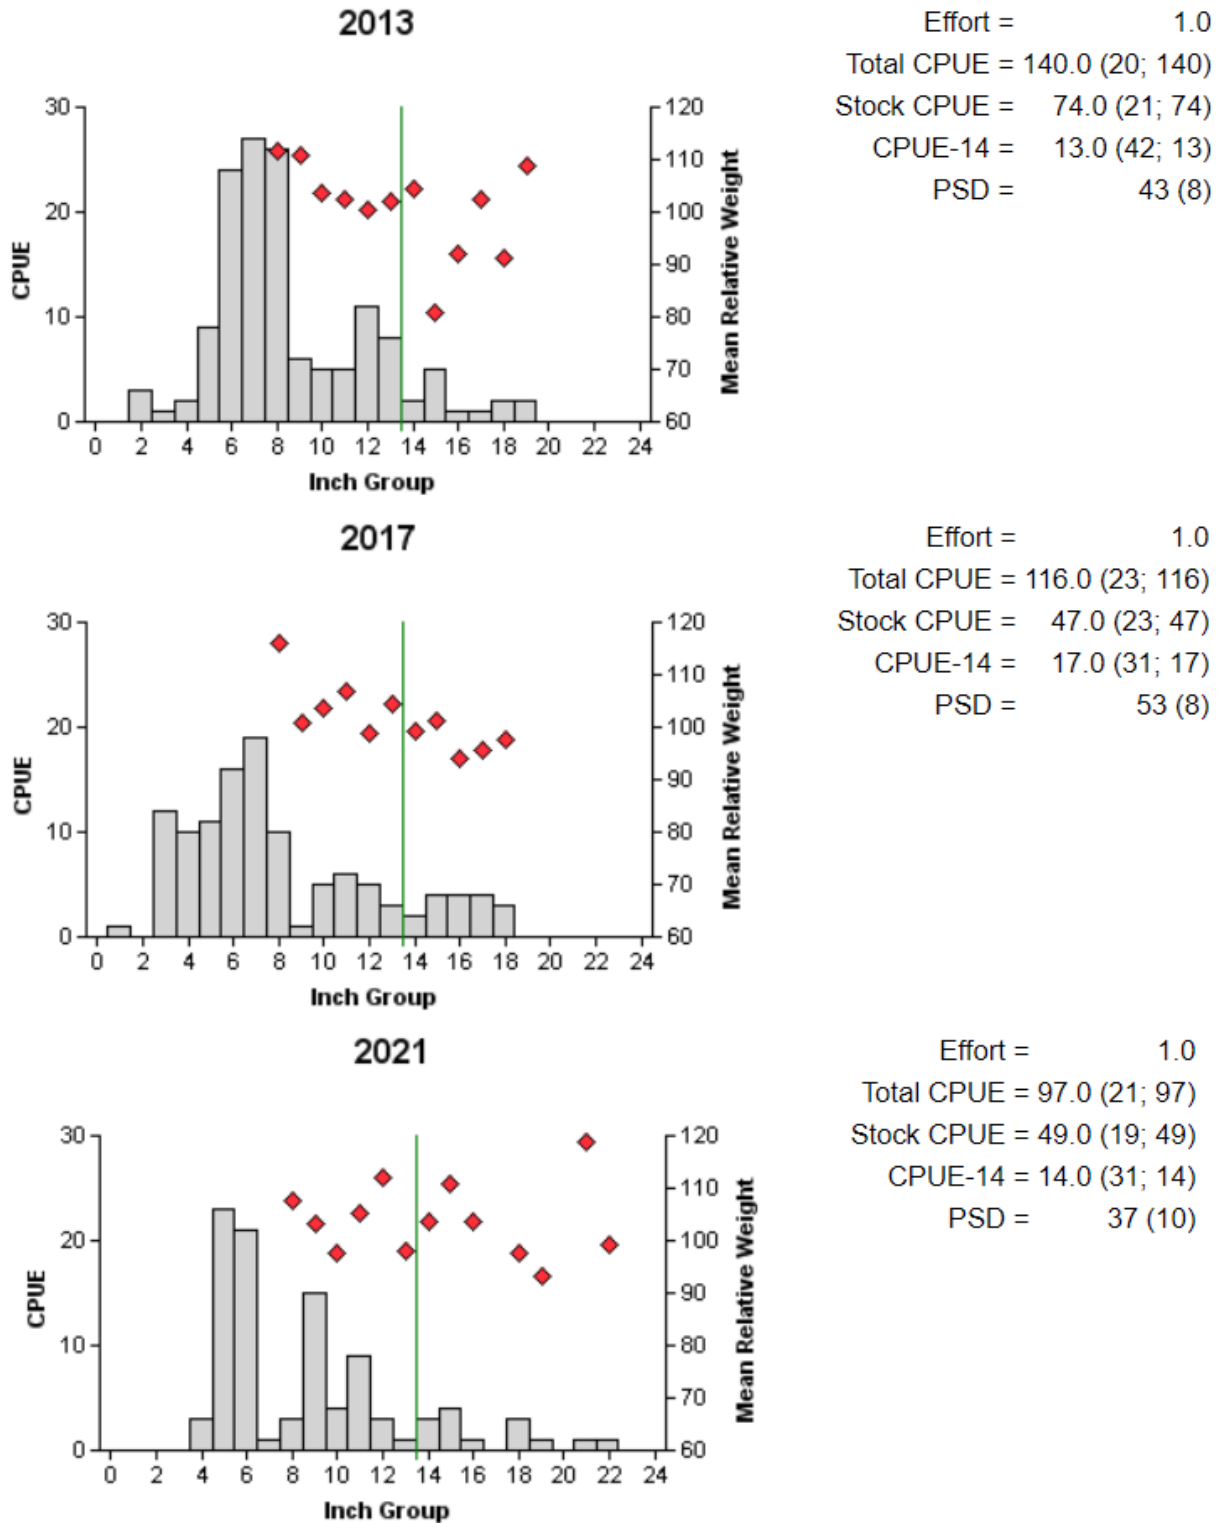 2013
Effort = 1.0
Total CPUE = 140.0 (20; 140)
Stock CPUE = 74.0 (21; 74)
CPUE-14 = 13.0 (42; 13)
PSD = 43 (8)
30
20
10
0
CPUE
120
110
100
90
80
70
60
Mean Relative Weight
0 2 4 6 8 10 12 14 16 18 20 22 24
Inch Group
2017
Effort = 1.0
Total CPUE = 116.0 (23; 116)
Stock CPUE = 47.0 (23; 47)
CPUE-14 = 17.0 (31; 17)
PSD = 53 (8)
30
20
10
0
CPUE
120
110
100
90
80
70
60
Mean Relative Weight
0 2 4 6 8 10 12 14 16 18 20 22 24
Inch Group
2021
Effort = 1.0
Total CPUE = 97.0 (21; 97)
Stock CPUE = 49.0 (19; 49)
CPUE-14 = 14.0 (31; 14)
PSD = 37 (10)
30
20
10
0
CPUE
120
110
100
90
80
70
60
Mean Relative Weight
0 2 4 6 8 10 12 14 16 18 20 22 24
Inch Group